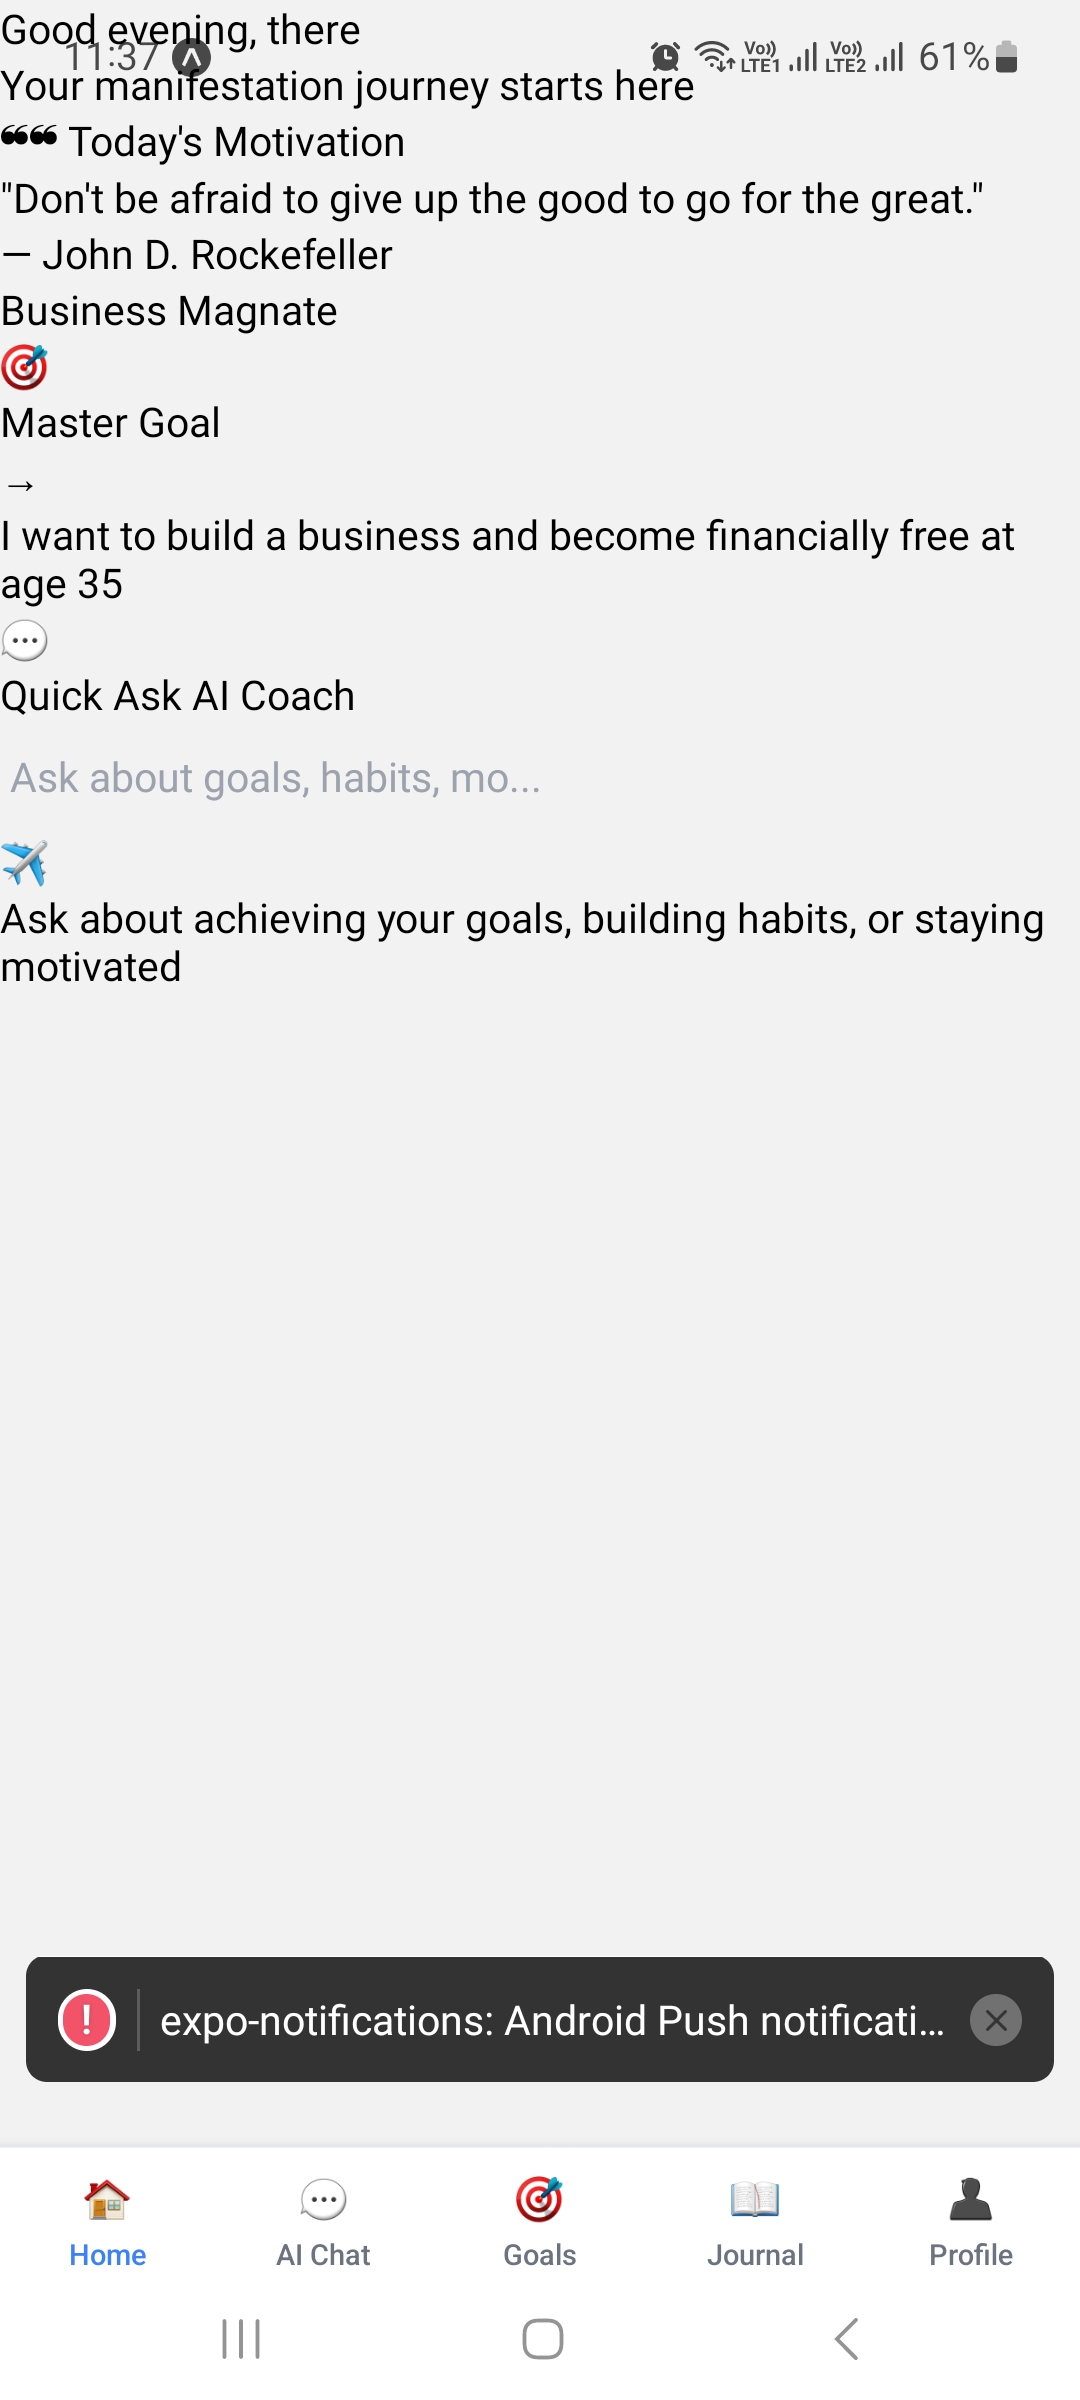 Good evening, there
11:37 Vo)) LTE1 Vo)) LTE2 61%
Your manifestation journey starts here
❝❝ Today's Motivation
"Don't be afraid to give up the good to go for the great."
— John D. Rockefeller
Business Magnate
Master Goal
→
I want to build a business and become financially free at
age 35
Quick Ask AI Coach
Ask about goals, habits, mo...
Ask about achieving your goals, building habits, or staying
motivated
expo-notifications: Android Push notificati...
Home AI Chat Goals Journal Profile